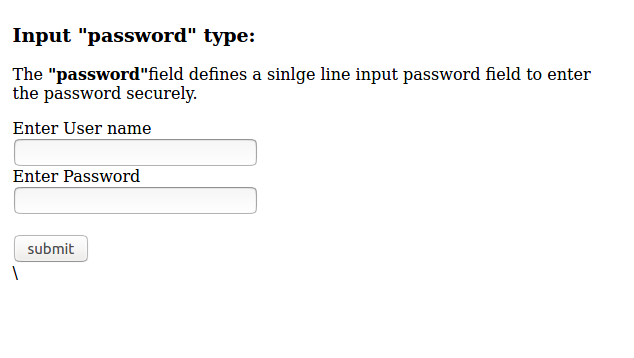 Input "password" type:
The "password"field defines a sinlge line input password field to enter
the password securely.
Enter User name
Enter Password
submit
\